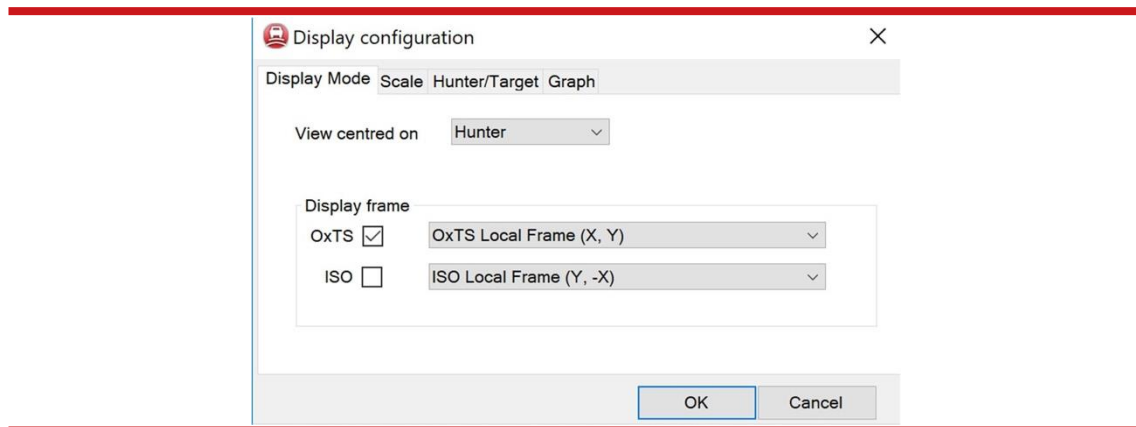 Display configuration
Display Mode Scale Hunter/Target Graph
View centred on Hunter
Display frame
OxTS OxTS Local Frame (X, Y)
ISO ISO Local Frame (Y, -X)
OK Cancel